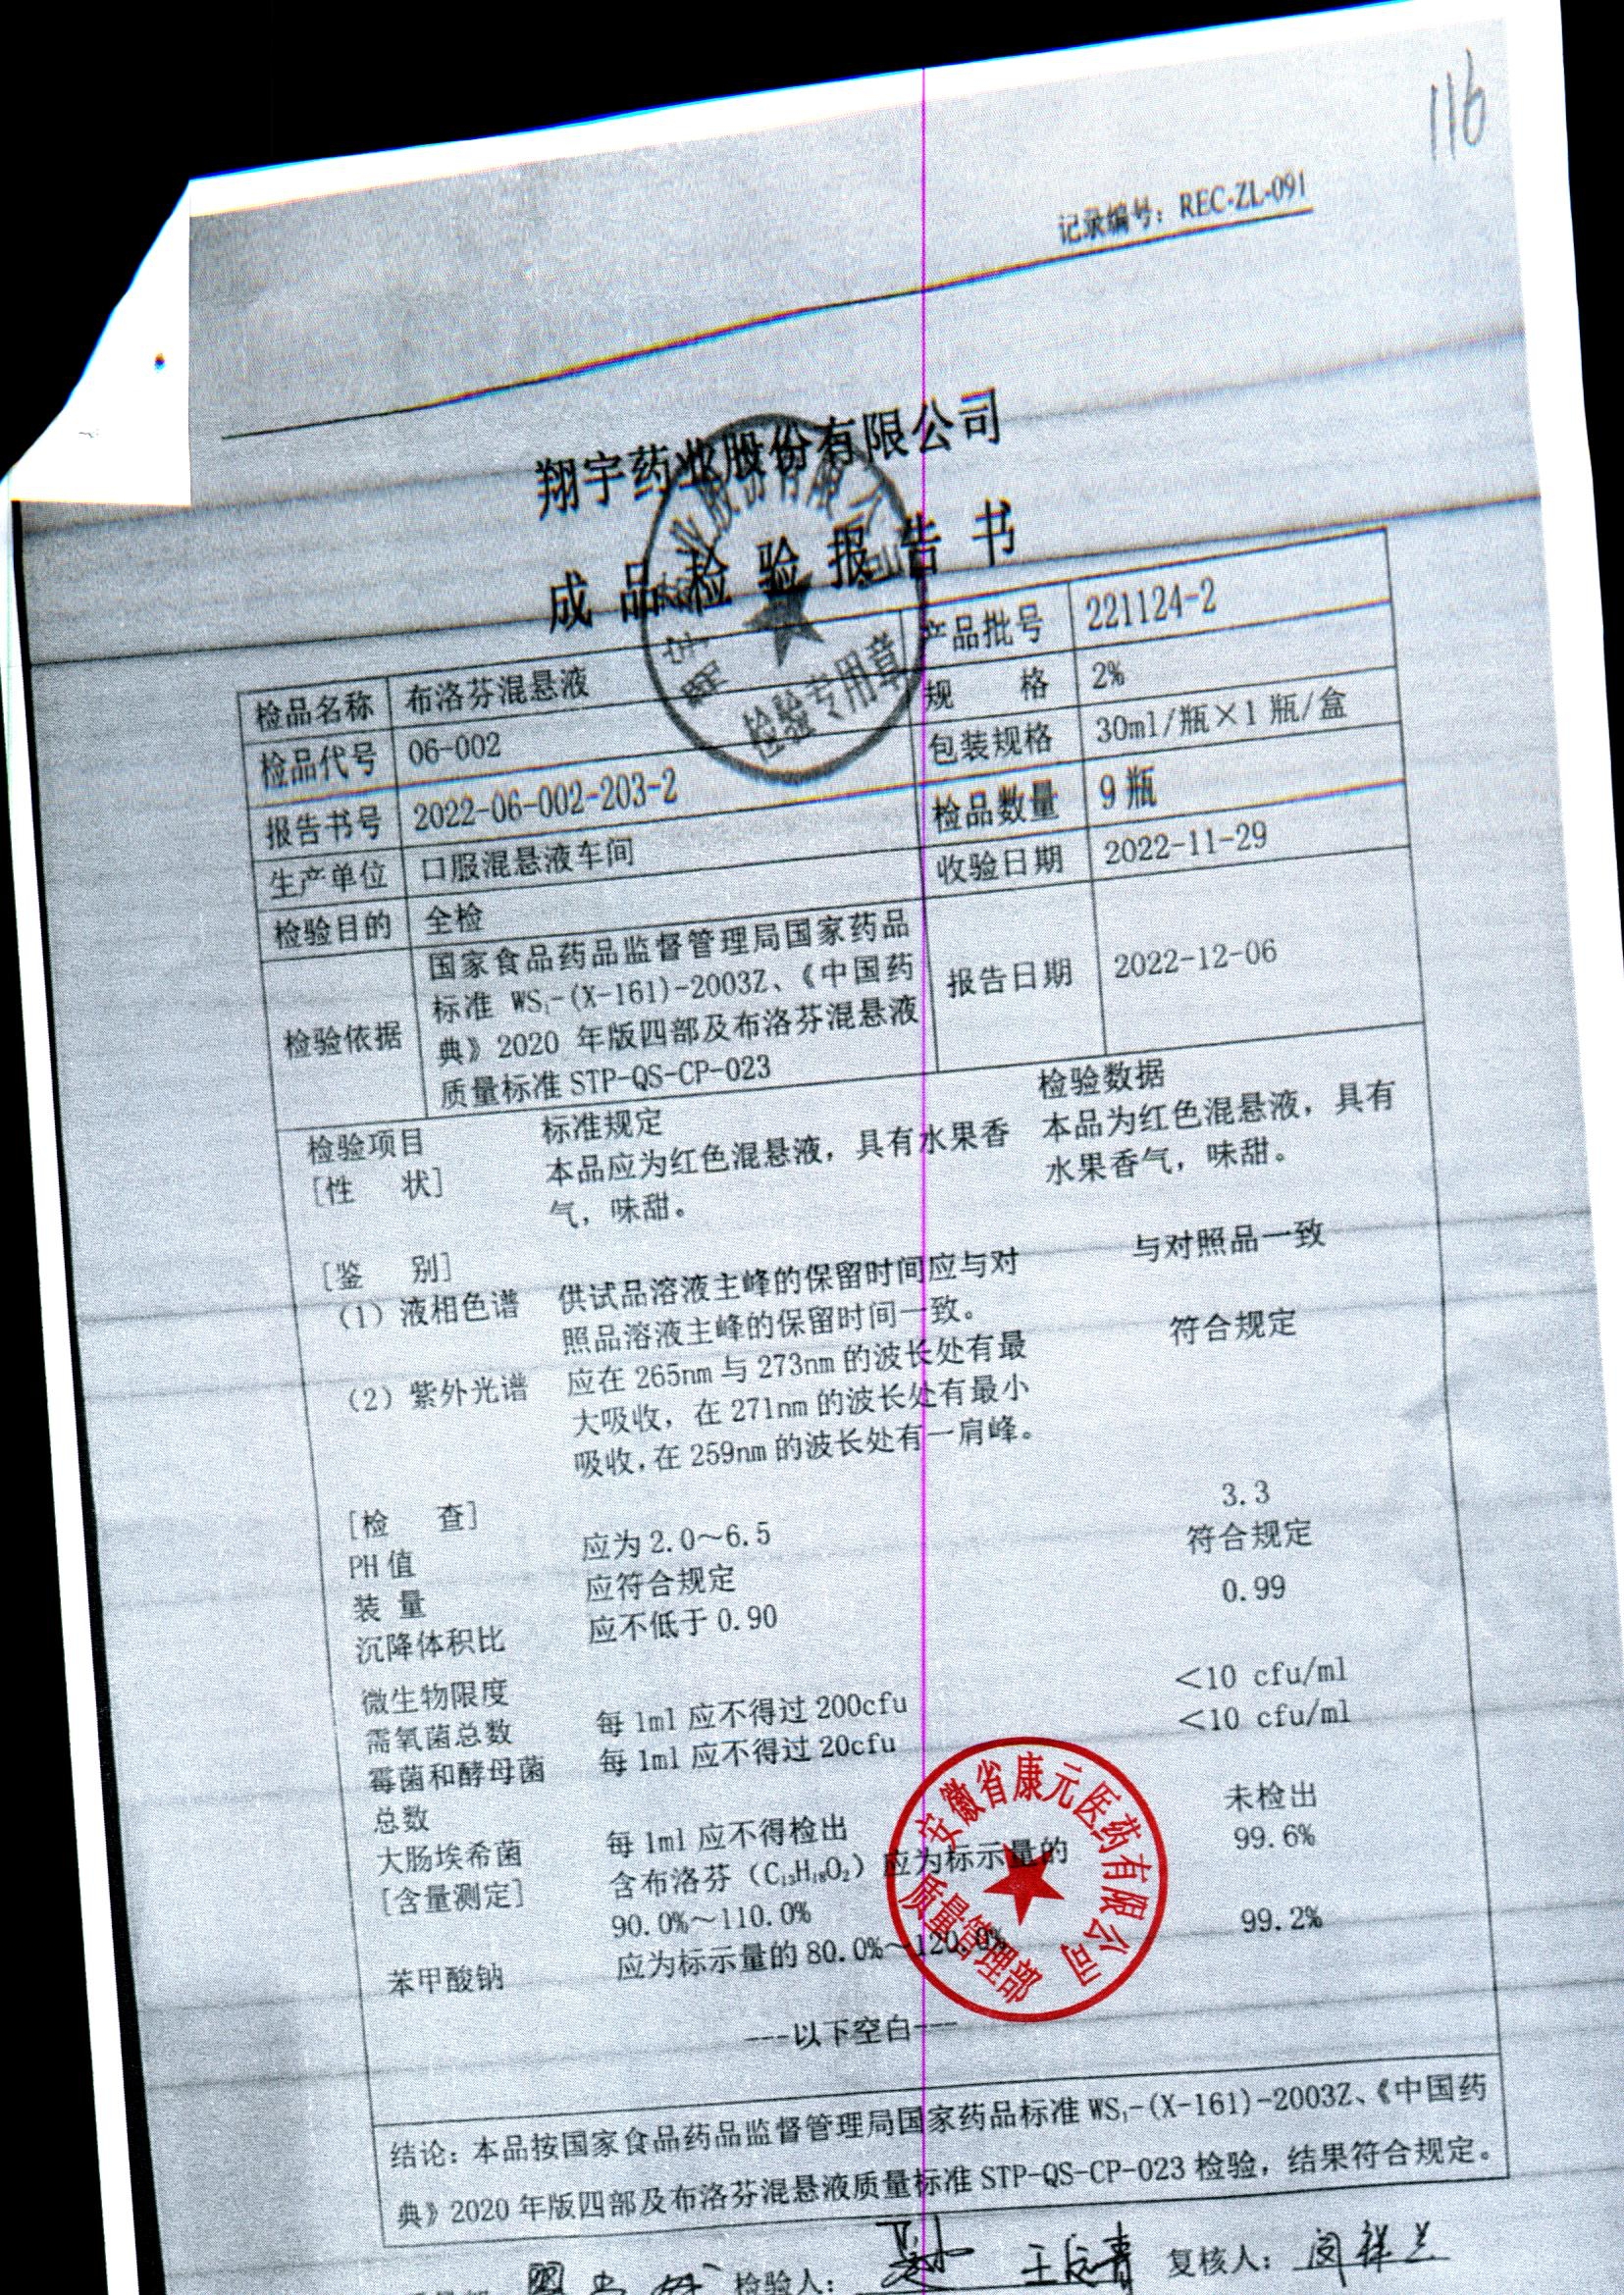 116
记录编号：REC-ZL-091
翔宇药业股份有限公司
成品检验报告书
检品名称 布洛芬混悬液 产品批号 221124-2
检品代号 06-002 规 格 2%
报告书号 2022-06-002-203-2 包装规格 30ml/瓶×1瓶/盒
生产单位 口服混悬液车间 检品数量 9瓶
检验目的 全检 收验日期 2022-11-29
检验依据 国家食品药品监督管理局国家药品
标准 WS₁-(X-161)-2003Z、《中国药
典》2020 年版四部及布洛芬混悬液
质量标准 STP-QS-CP-023
报告日期 2022-12-06
检验项目 标准规定 检验数据
[性 状] 本品应为红色混悬液，具有水果香 本品为红色混悬液，具有
气，味甜。 水果香气，味甜。
[鉴 别]
（1）液相色谱 供试品溶液主峰的保留时间应与对 与对照品一致
照品溶液主峰的保留时间一致。
（2）紫外光谱 应在 265nm 与 273nm 的波长处有最 符合规定
大吸收，在 271nm 的波长处有最小
吸收，在 259nm 的波长处有一肩峰。
[检 查]
PH 值 应为 2.0～6.5 3.3
装 量 应符合规定 符合规定
沉降体积比 应不低于 0.90 0.99
微生物限度
需氧菌总数 每 1ml 应不得过 200cfu ＜10 cfu/ml
霉菌和酵母菌 每 1ml 应不得过 20cfu ＜10 cfu/ml
总数
大肠埃希菌 每 1ml 应不得检出 未检出
[含量测定] 含布洛芬（C₁₃H₁₈O₂）应为标示量的 99.6%
90.0%～110.0%
苯甲酸钠 应为标示量的 80.0%～120.0% 99.2%
---以下空白---
结论：本品按国家食品药品监督管理局国家药品标准 WS₁-(X-161)-2003Z、《中国药
典》2020 年版四部及布洛芬混悬液质量标准 STP-QS-CP-023 检验，结果符合规定。
检验人： 复核人：
检验专用章
安徽省康元医药有限公司
质量管理部